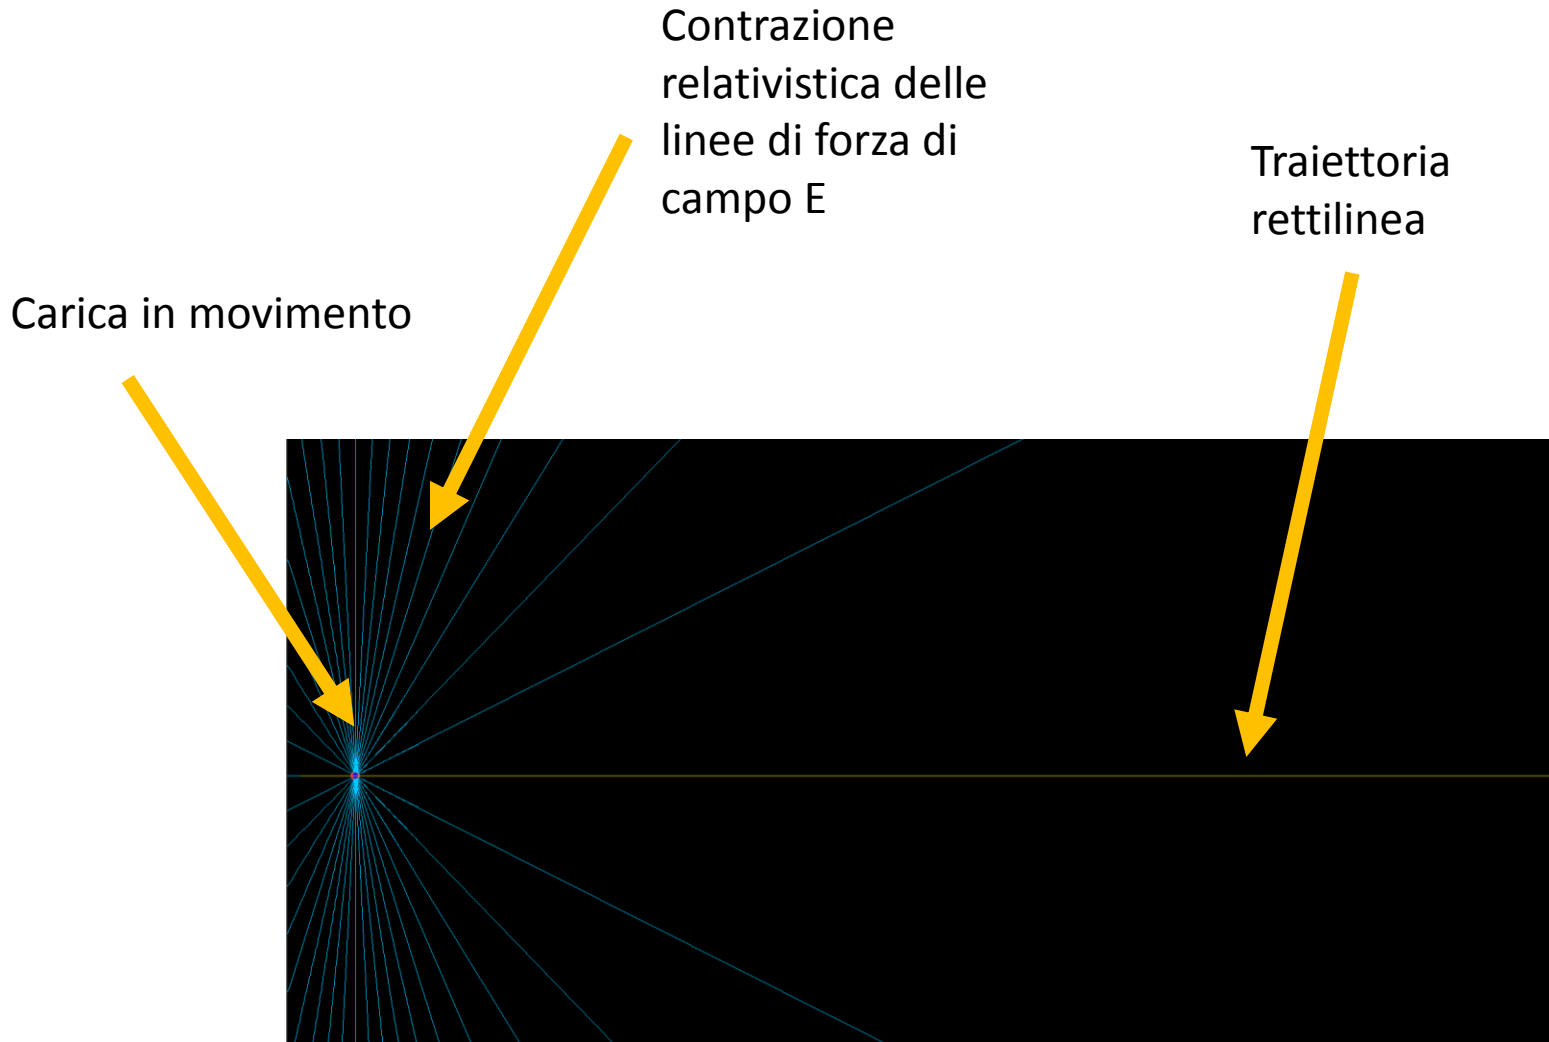 Contrazione
relativistica delle
linee di forza di
campo E
Traiettoria
rettilinea
Carica in movimento